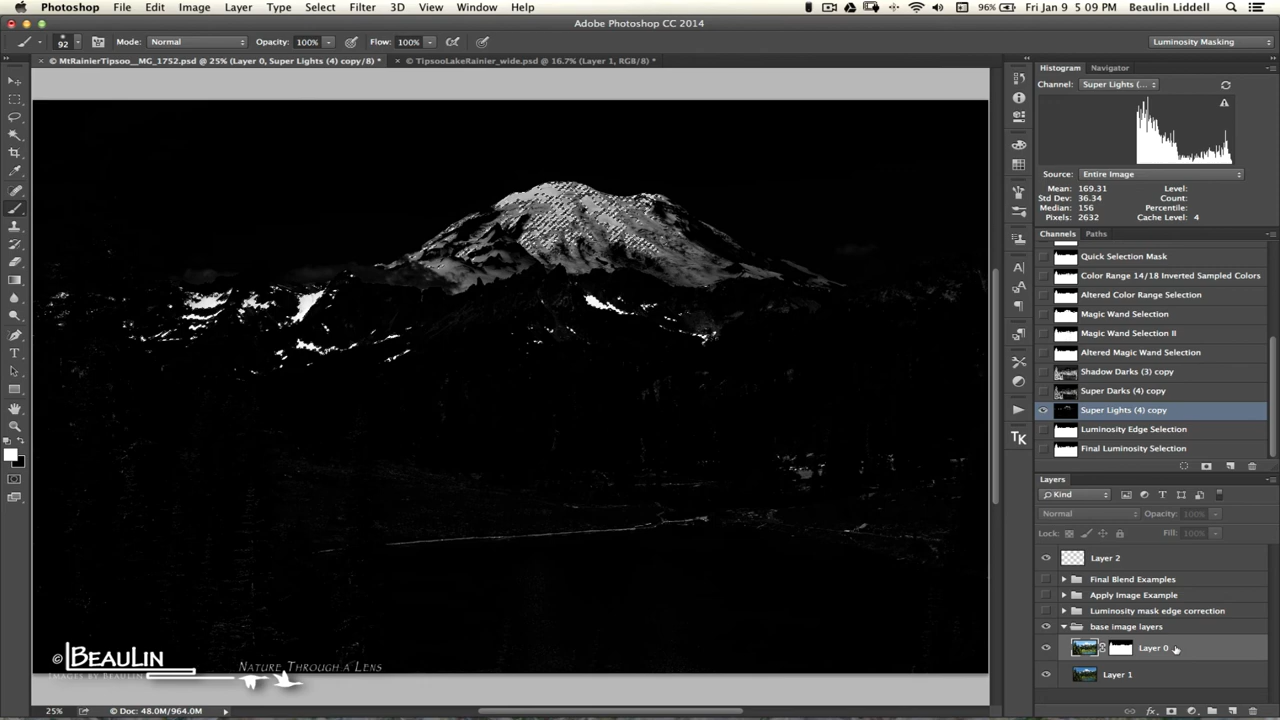 Photoshop File Edit Image Layer Type Select Filter 3D View Window Help 96% Fri Jan 9 5:09 PM Beaulin Liddell
Adobe Photoshop CC 2014
92 Mode: Normal Opacity: 100% Flow: 100% Luminosity Masking
MtRainierTipsoo__MG_1752.psd @ 25% (Layer 0, Super Lights (4) copy/8) * TipsooLakeRainier_wide.psd @ 16.7% (Layer 1, RGB/8) *
Histogram Navigator
Channel: Super Lights (...
Source: Entire Image
Mean: 169.31 Level:
Std Dev: 36.34 Count:
Median: 156 Percentile:
Pixels: 2632 Cache Level: 4
Channels Paths
Quick Selection Mask
Color Range 14/18 Inverted Sampled Colors
Altered Color Range Selection
Magic Wand Selection
Magic Wand Selection II
Altered Magic Wand Selection
Shadow Darks (3) copy
Super Darks (4) copy
Super Lights (4) copy
Luminosity Edge Selection
Final Luminosity Selection
TK
Layers
Kind
Normal Opacity: 100%
Lock: Fill: 100%
Layer 2
Final Blend Examples
Apply Image Example
Luminosity mask edge correction
base image layers
Layer 0
Layer 1
© BEAULIN
IMAGES BY BEAULIN
NATURE THROUGH A LENS
25% Doc: 48.0M/964.0M